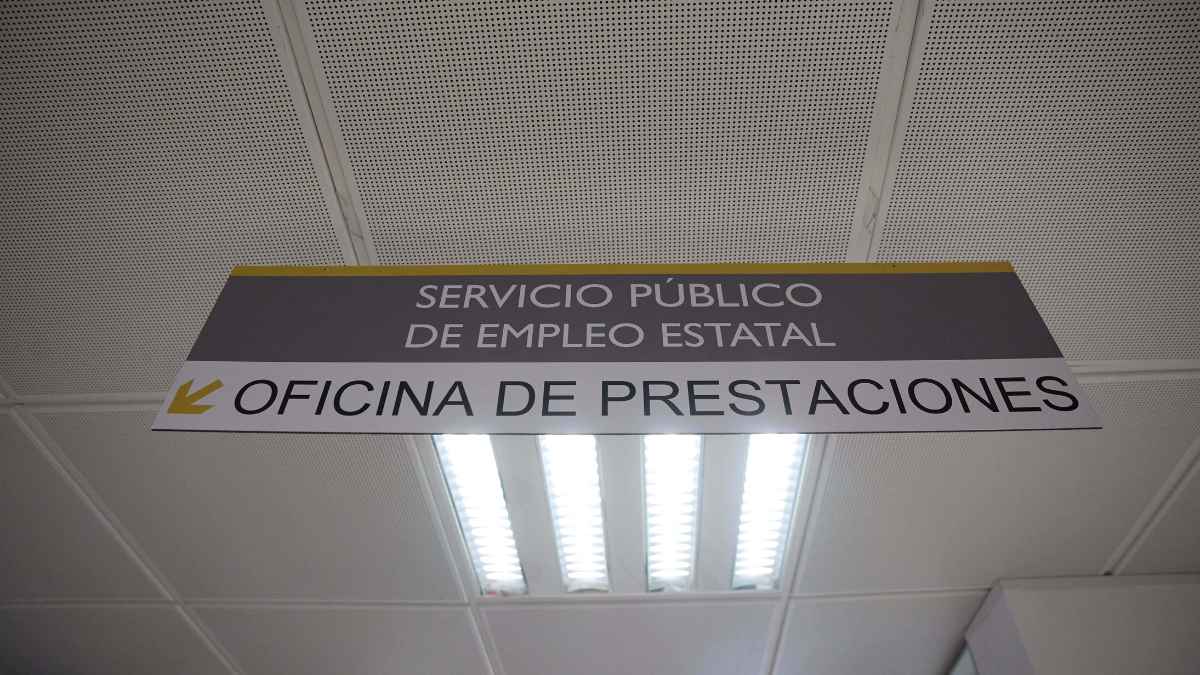 SERVICIO PÚBLICO
DE EMPLEO ESTATAL
OFICINA DE PRESTACIONES